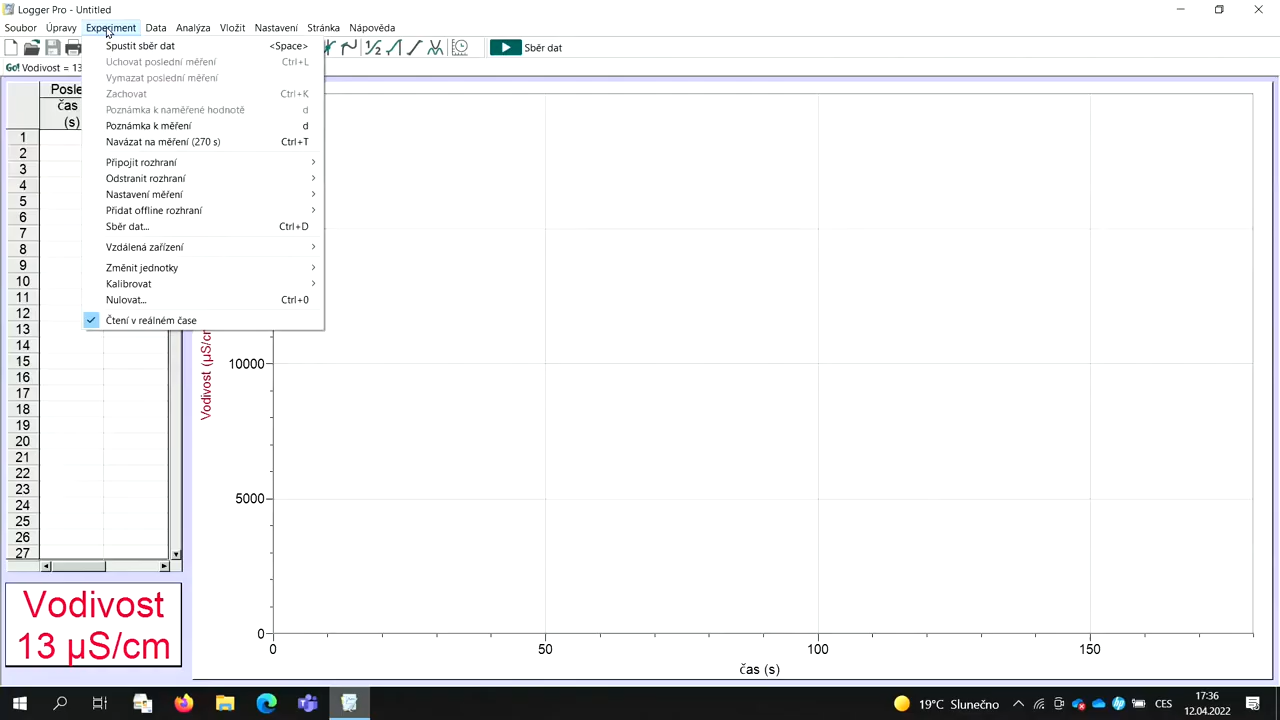 Logger Pro - Untitled
Soubor Úpravy Experiment Data Analýza Vložit Nastavení Stránka Nápověda
Sběr dat
Go! Vodivost = 13
Spustit sběr dat <Space>
Uchovat poslední měření Ctrl+L
Vymazat poslední měření
Zachovat Ctrl+K
Poznámka k naměřené hodnotě d
Poznámka k měření d
Navázat na měření (270 s) Ctrl+T
Připojit rozhraní
Odstranit rozhraní
Nastavení měření
Přidat offline rozhraní
Sběr dat... Ctrl+D
Vzdálená zařízení
Změnit jednotky
Kalibrovat
Nulovat... Ctrl+0
Čtení v reálném čase
Posle
čas
(s)
1
2
3
4
5
6
7
8
9
10
11
12
13
14
15
16
17
18
19
20
21
22
23
24
25
26
27
Vodivost
13 µS/cm
Vodivost (µS/cm
10000
5000
0
0 50 100 150
čas (s)
19°C Slunečno
CES
17:36
12.04.2022